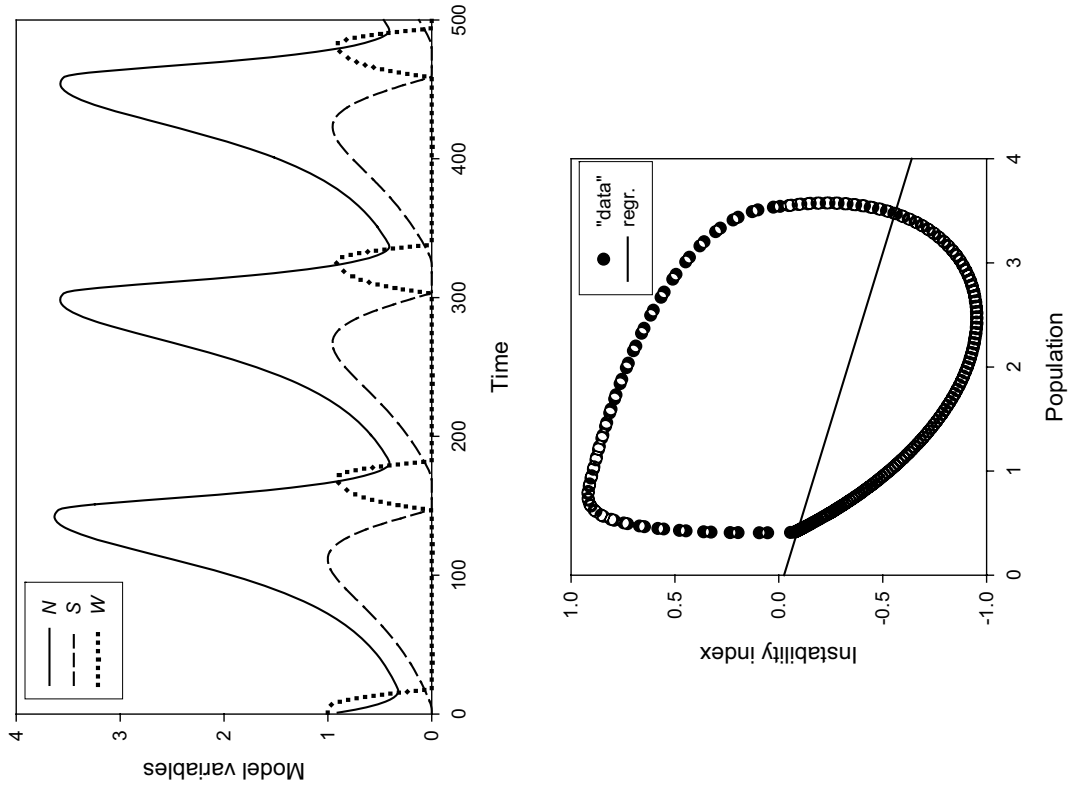 Model variables
4
3
2
1
0
N
S
W
0
100
200
300
400
500
Time
Instability index
1.0
0.5
0.0
-0.5
-1.0
"data"
regr.
0
1
2
3
4
Population